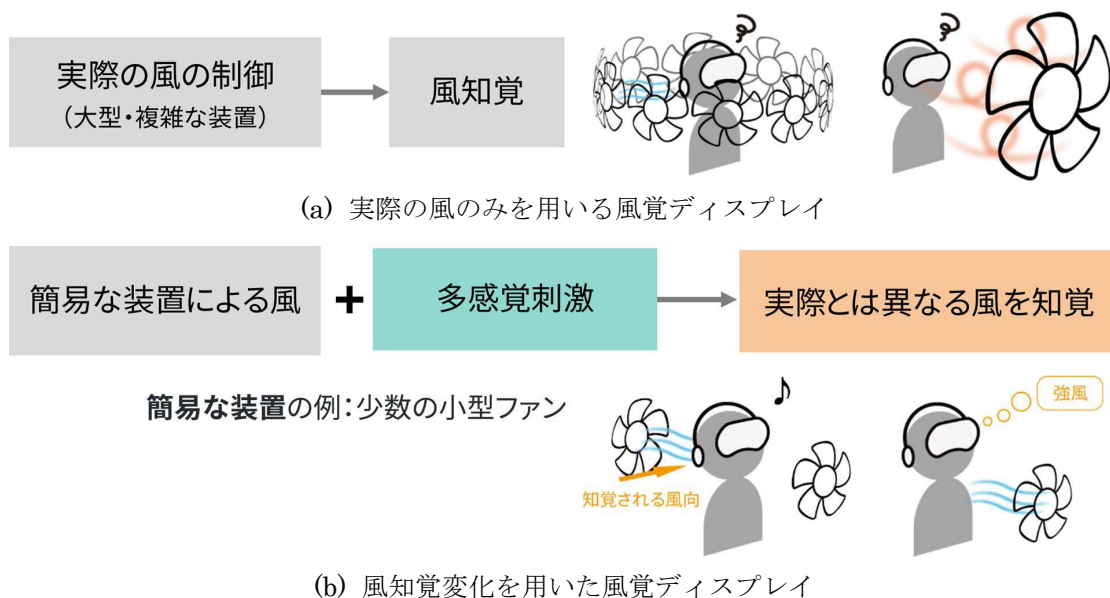 実際の風の制御
（大型・複雑な装置）
風知覚
(a) 実際の風のみを用いる風覚ディスプレイ
簡易な装置による風
+
多感覚刺激
実際とは異なる風を知覚
簡易な装置の例：少数の小型ファン
強風
知覚される風向
(b) 風知覚変化を用いた風覚ディスプレイ